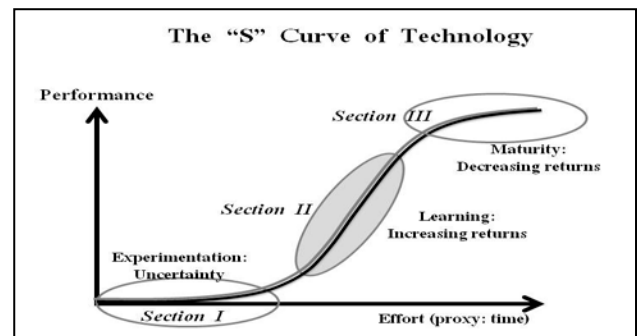 The “S” Curve of Technology
Performance
Section III
Maturity:
Decreasing returns
Section II
Learning:
Increasing returns
Experimentation:
Uncertainty
Section I
Effort (proxy: time)